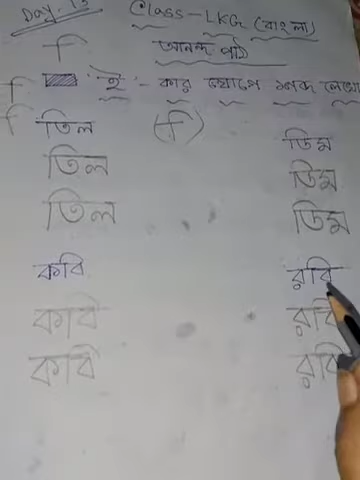 Day-13
Class-LKG (বাংলা)
আনন্দ পাঠ
ি
ি 'ই'-কার যোগে শব্দ লেখো
ি
তিল (ি) ডিম
তিল ডিম
তিল ডিম
কবি রবি
কবি রবি
কবি রবি